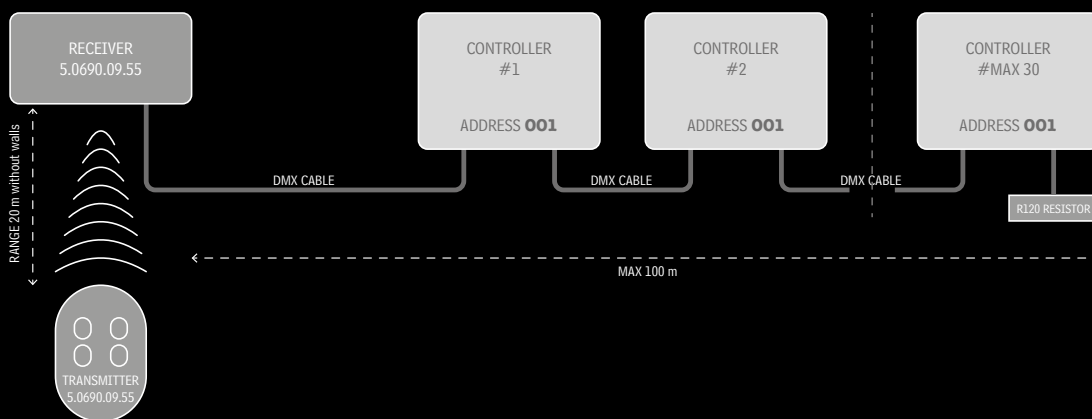 RECEIVER
5.0690.09.55
CONTROLLER
#1
ADDRESS 001
CONTROLLER
#2
ADDRESS 001
CONTROLLER
#MAX 30
ADDRESS 001
RANGE 20 m without walls
DMX CABLE
DMX CABLE
DMX CABLE
R120 RESISTOR
MAX 100 m
TRANSMITTER
5.0690.09.55